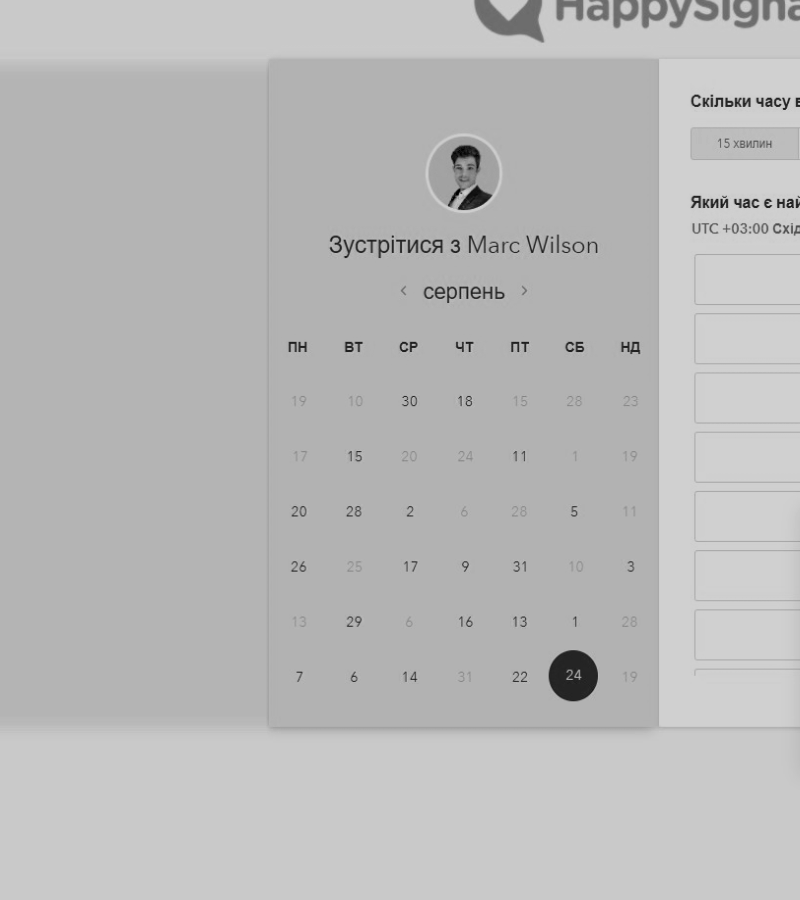 HappySigna
Зустрітися з Marc Wilson
серпень
ПН ВТ СР ЧТ ПТ СБ НД
19 10 30 18 15 28 23
17 15 20 24 11 1 19
20 28 2 6 28 5 11
26 25 17 9 31 10 3
13 29 6 16 13 1 28
7 6 14 31 22 24 19
Скільки часу в
15 хвилин
Який час є най
UTC +03:00 Схід